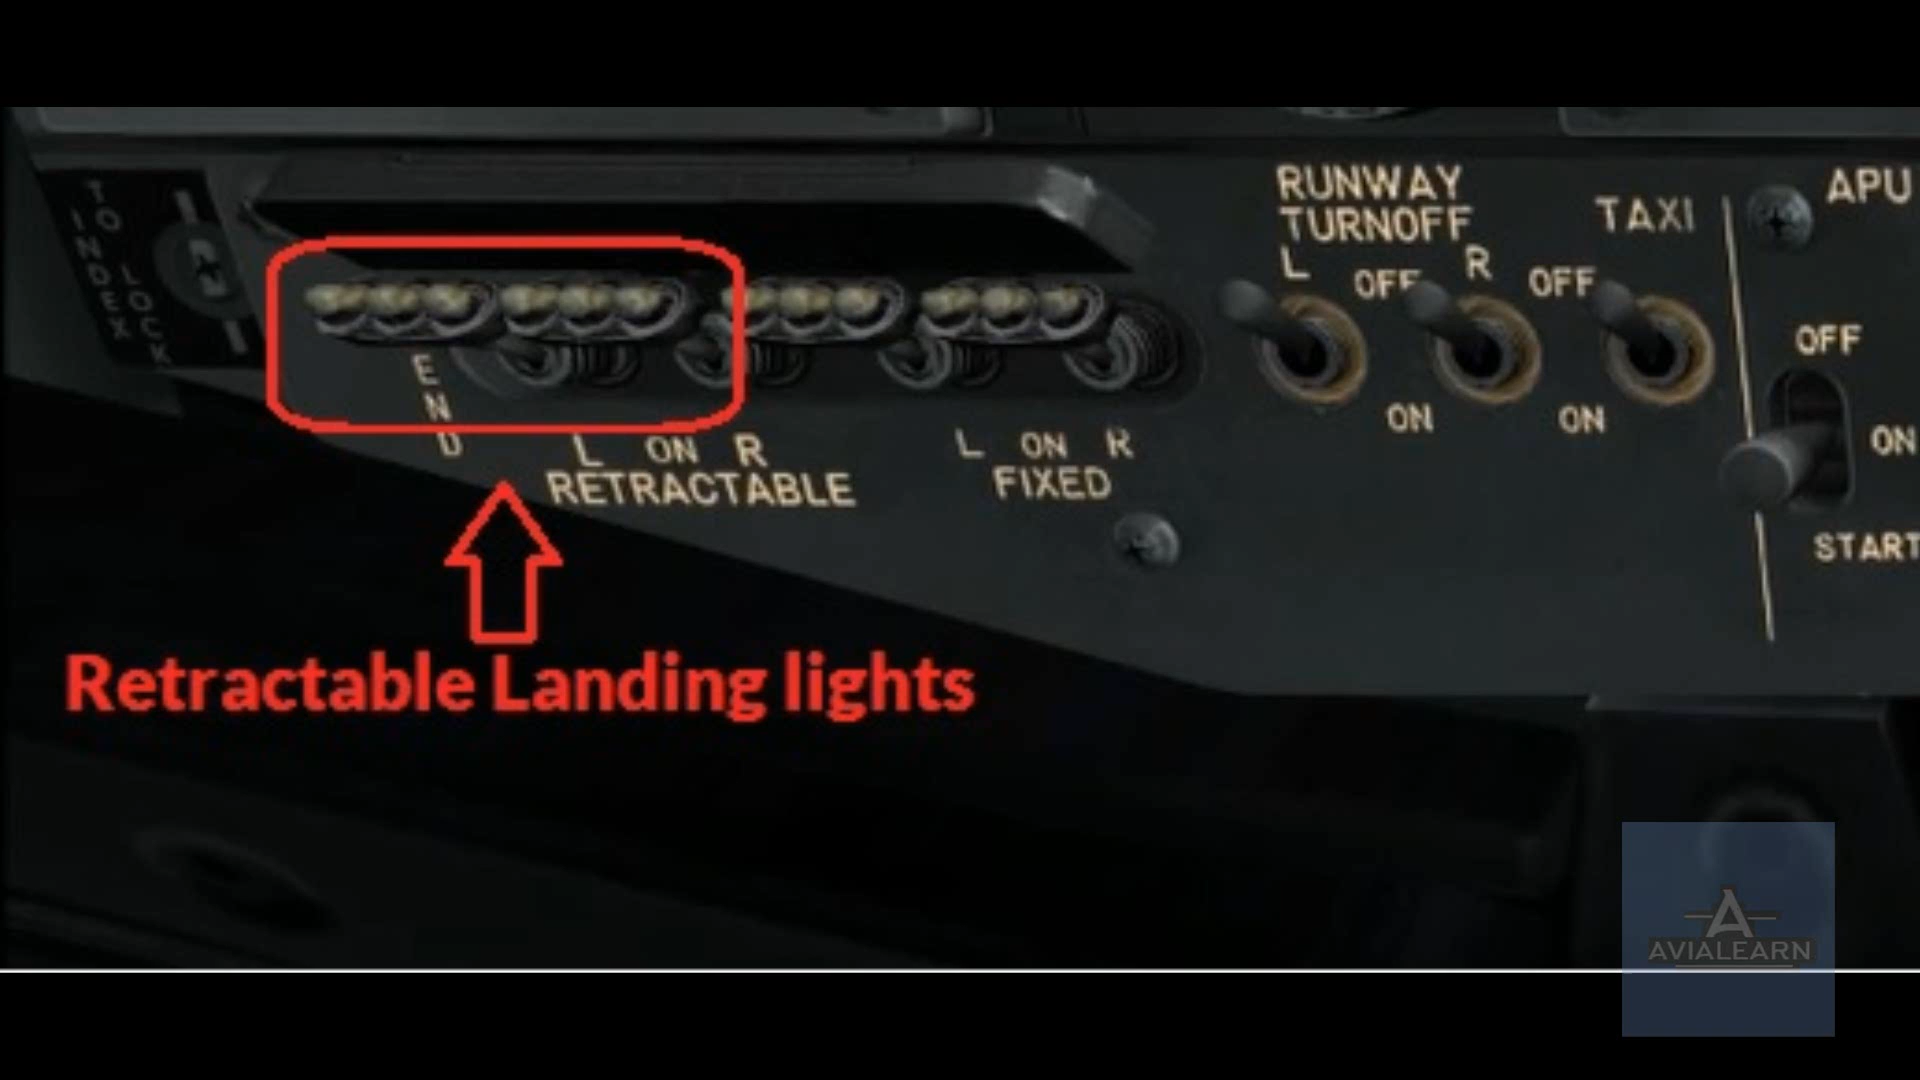 TO
INDEX
LOCK
RUNWAY
TURNOFF
L
OFF
R
OFF
TAXI
ON
ON
APU
OFF
ON
START
END
L ON R
RETRACTABLE
L ON R
FIXED
Retractable Landing lights
A
AVIALEARN